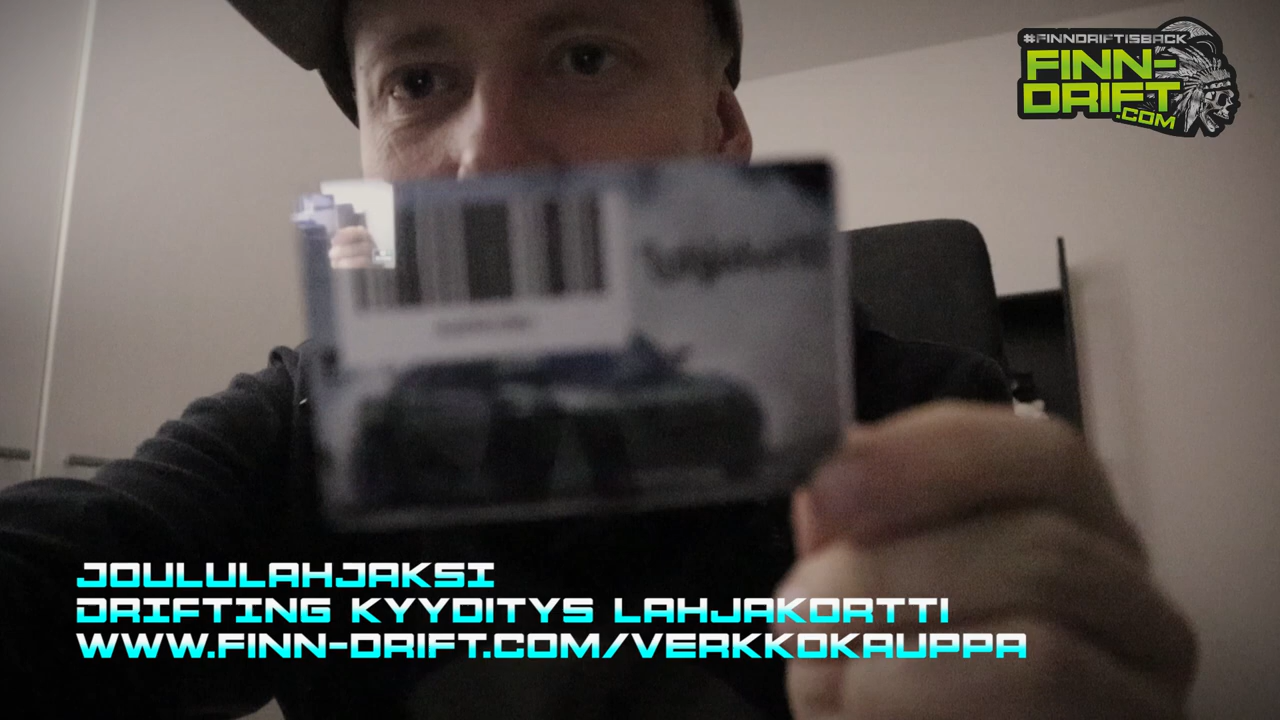 #FINNDRIFTISBACK
FINN-
DRIFT
.COM
JOULULAHJAKSI
DRIFTING KYYDITYS LAHJAKORTTI
WWW.FINN-DRIFT.COM/VERKKOKAUPPA